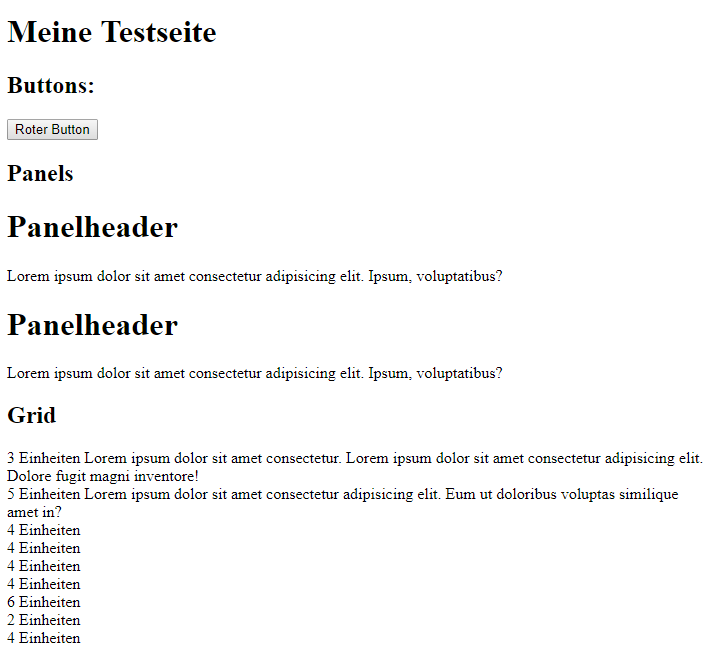 Meine Testseite
Buttons:
Roter Button
Panels
Panelheader
Lorem ipsum dolor sit amet consectetur adipisicing elit. Ipsum, voluptatibus?
Panelheader
Lorem ipsum dolor sit amet consectetur adipisicing elit. Ipsum, voluptatibus?
Grid
3 Einheiten Lorem ipsum dolor sit amet consectetur. Lorem ipsum dolor sit amet consectetur adipisicing elit.
Dolore fugit magni inventore!
5 Einheiten Lorem ipsum dolor sit amet consectetur adipisicing elit. Eum ut doloribus voluptas similique
amet in?
4 Einheiten
4 Einheiten
4 Einheiten
4 Einheiten
6 Einheiten
2 Einheiten
4 Einheiten